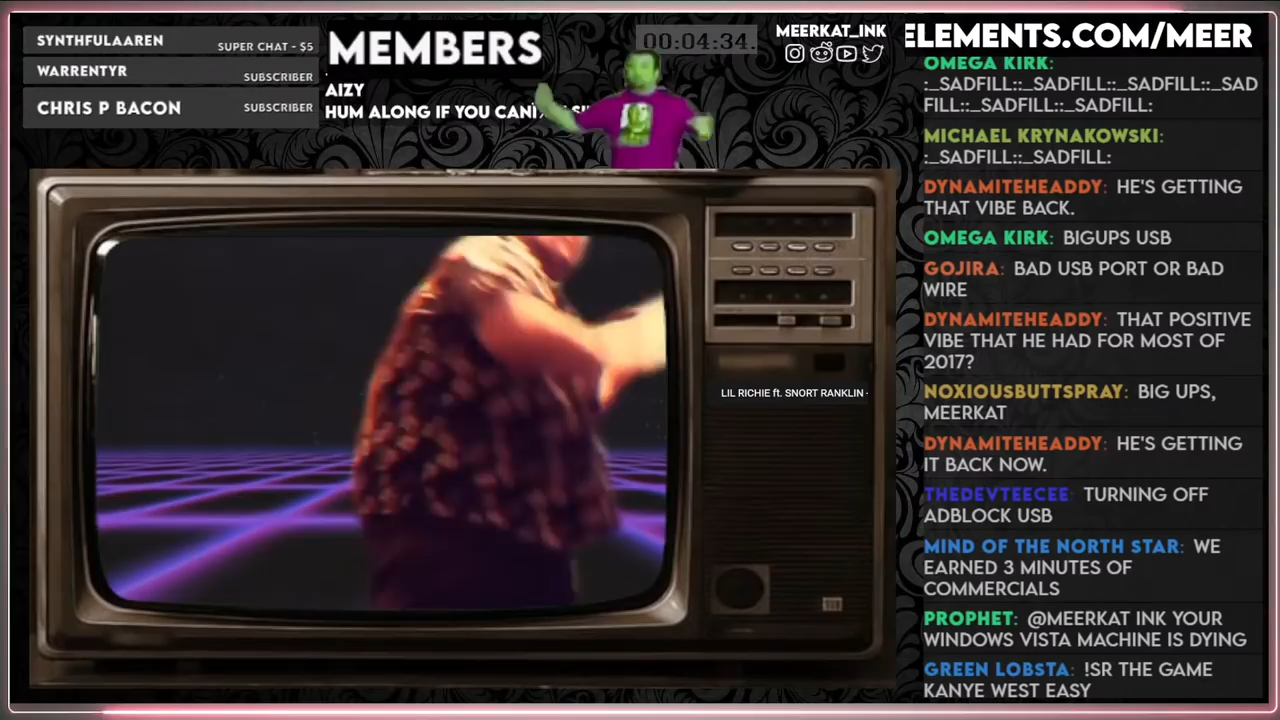 SYNTHFULAAREN
SUPER CHAT - $5
WARRENTYR
SUBSCRIBER
CHRIS P BACON
SUBSCRIBER
MEMBERS
AIZY
HUM ALONG IF YOU CAN
00:04:34.
MEERKAT_INK
ELEMENTS.COM/MEER
LIL RICHIE ft. SNORT RANKLIN ·
OMEGA KIRK:
:_SADFILL::_SADFILL::_SADFILL::_SAD
FILL::_SADFILL::_SADFILL:
MICHAEL KRYNAKOWSKI:
:_SADFILL::_SADFILL:
DYNAMITEHEADDY: HE'S GETTING
THAT VIBE BACK.
OMEGA KIRK: BIGUPS USB
GOJIRA: BAD USB PORT OR BAD
WIRE
DYNAMITEHEADDY: THAT POSITIVE
VIBE THAT HE HAD FOR MOST OF
2017?
NOXIOUSBUTTSPRAY: BIG UPS,
MEERKAT
DYNAMITEHEADDY: HE'S GETTING
IT BACK NOW.
THEDEVTEECEE: TURNING OFF
ADBLOCK USB
MIND OF THE NORTH STAR: WE
EARNED 3 MINUTES OF
COMMERCIALS
PROPHET: @MEERKAT INK YOUR
WINDOWS VISTA MACHINE IS DYING
GREEN LOBSTA: !SR THE GAME
KANYE WEST EASY